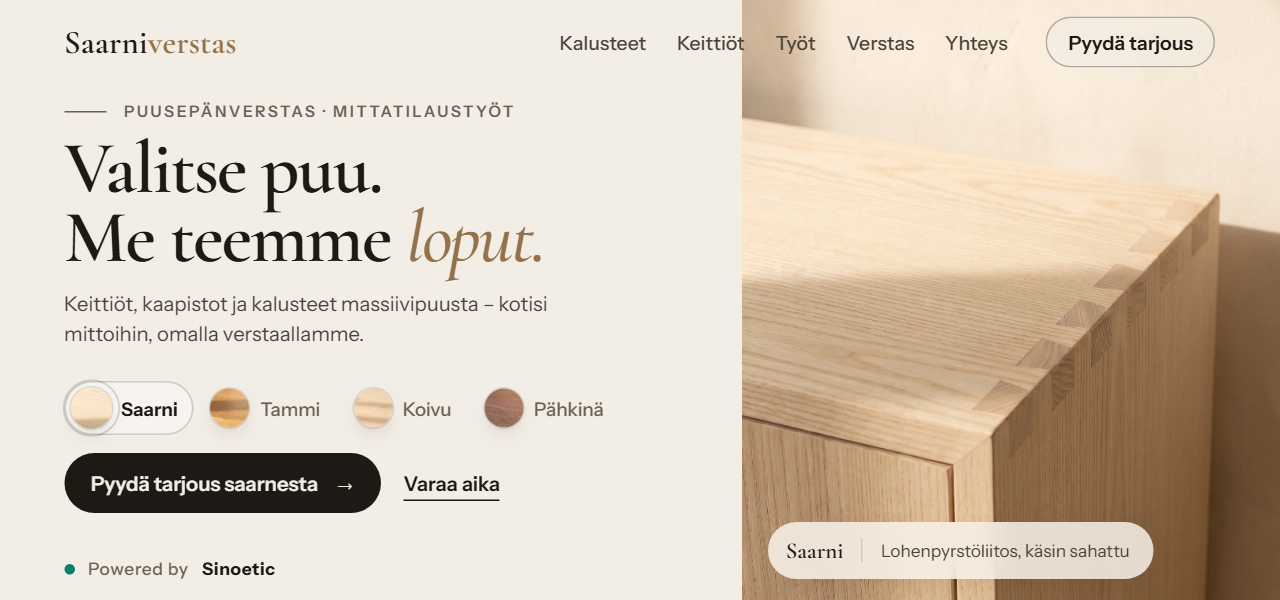 Saarniverstas
Kalusteet Keittiöt Työt Verstas Yhteys Pyydä tarjous
PUUSEPÄNVERSTAS · MITTATILAUSTYÖT
Valitse puu.
Me teemme loput.
Keittiöt, kaapistot ja kalusteet massiivipuusta – kotisi
mittoihin, omalla verstaallamme.
Saarni Tammi Koivu Pähkinä
Pyydä tarjous saarnesta → Varaa aika
Saarni Lohenpyrstöliitos, käsin sahattu
Powered by Sinoetic